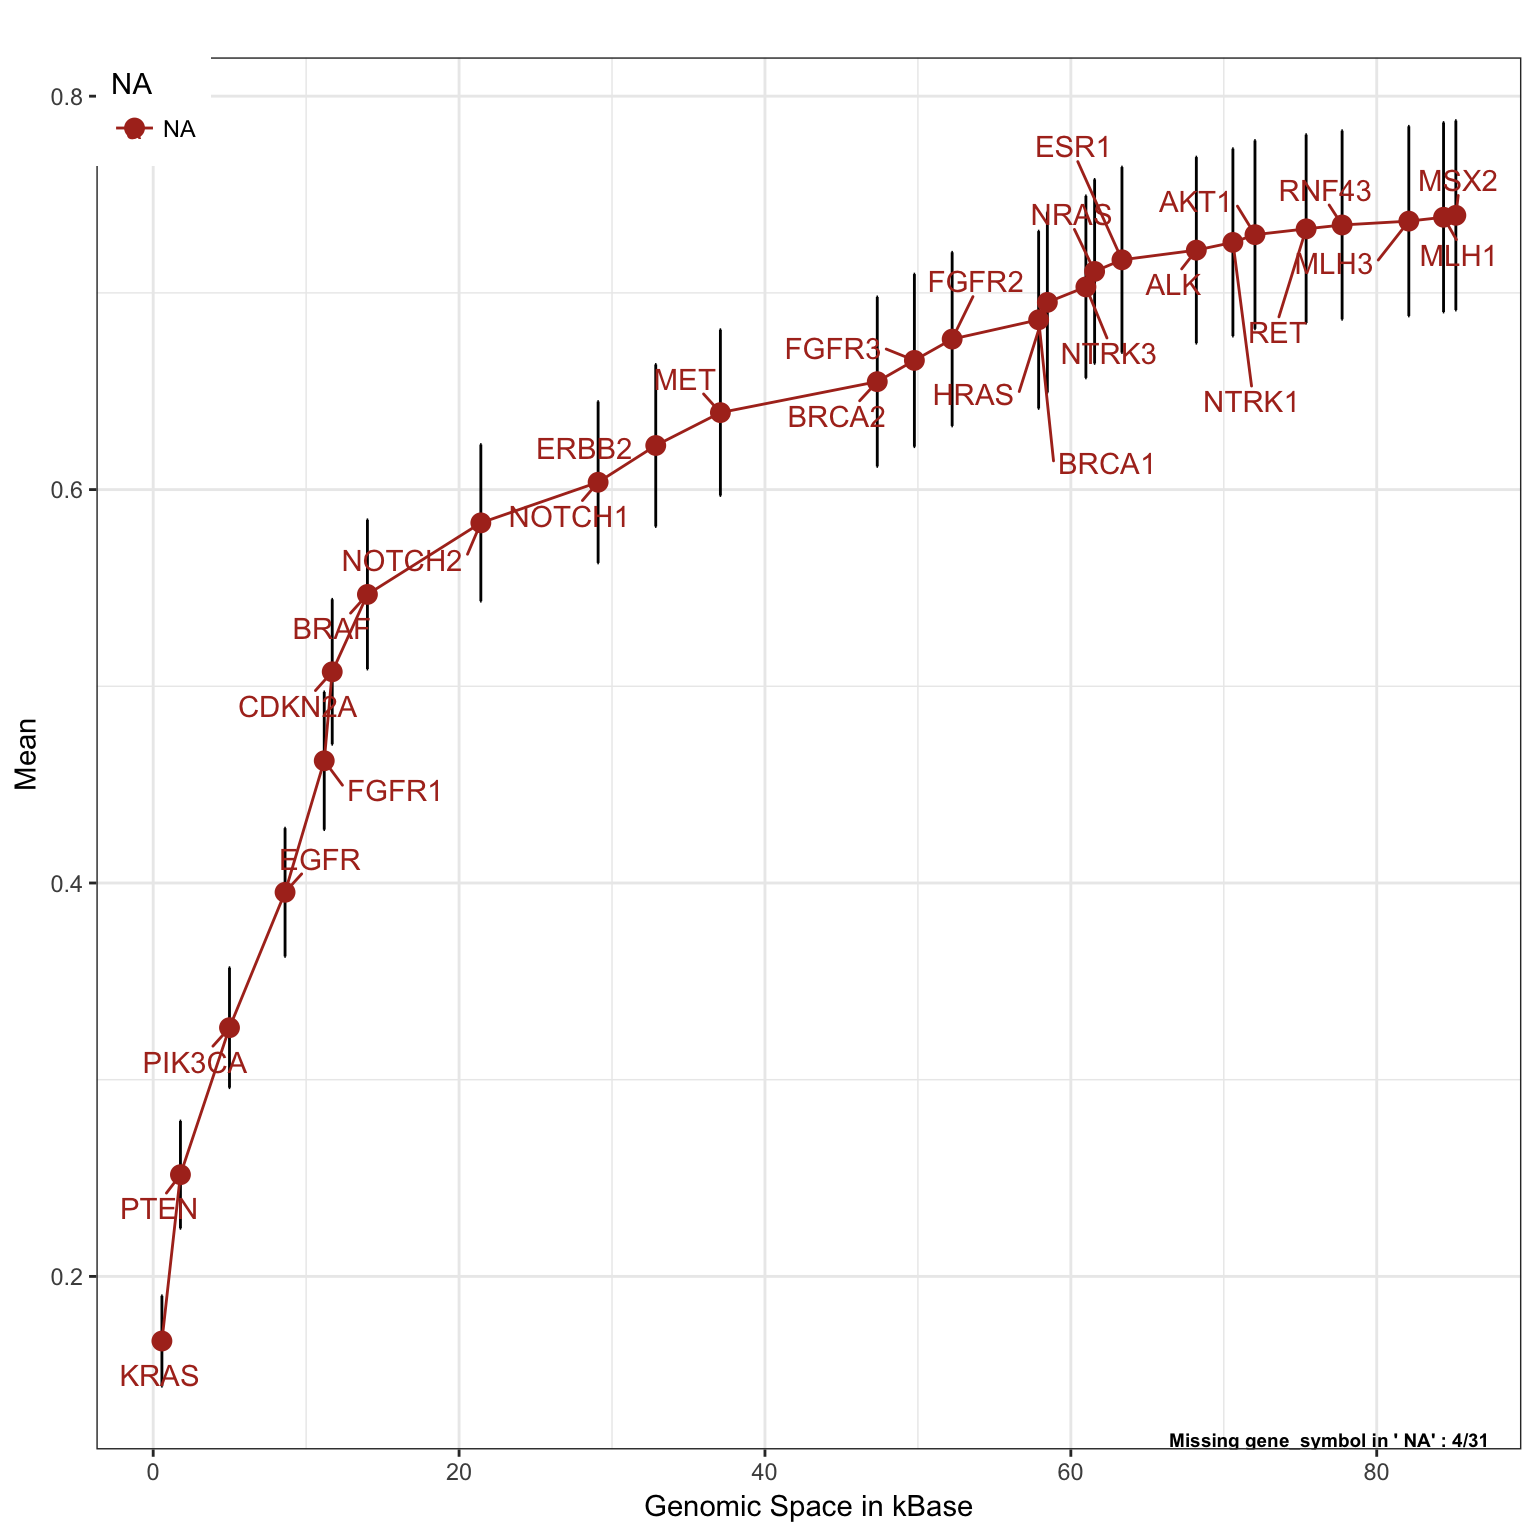 NA
NA
0.8
0.6
0.4
0.2
Mean
ESR1
NRAS
AKT1
RNF43
MSX2
MLH1
MLH3
ALK
RET
NTRK1
NTRK3
FGFR2
FGFR3
HRAS
BRCA2
BRCA1
MET
ERBB2
NOTCH1
NOTCH2
BRAF
CDKN2A
FGFR1
EGFR
PIK3CA
PTEN
KRAS
Missing gene_symbol in ' NA' : 4/31
0 20 40 60 80
Genomic Space in kBase